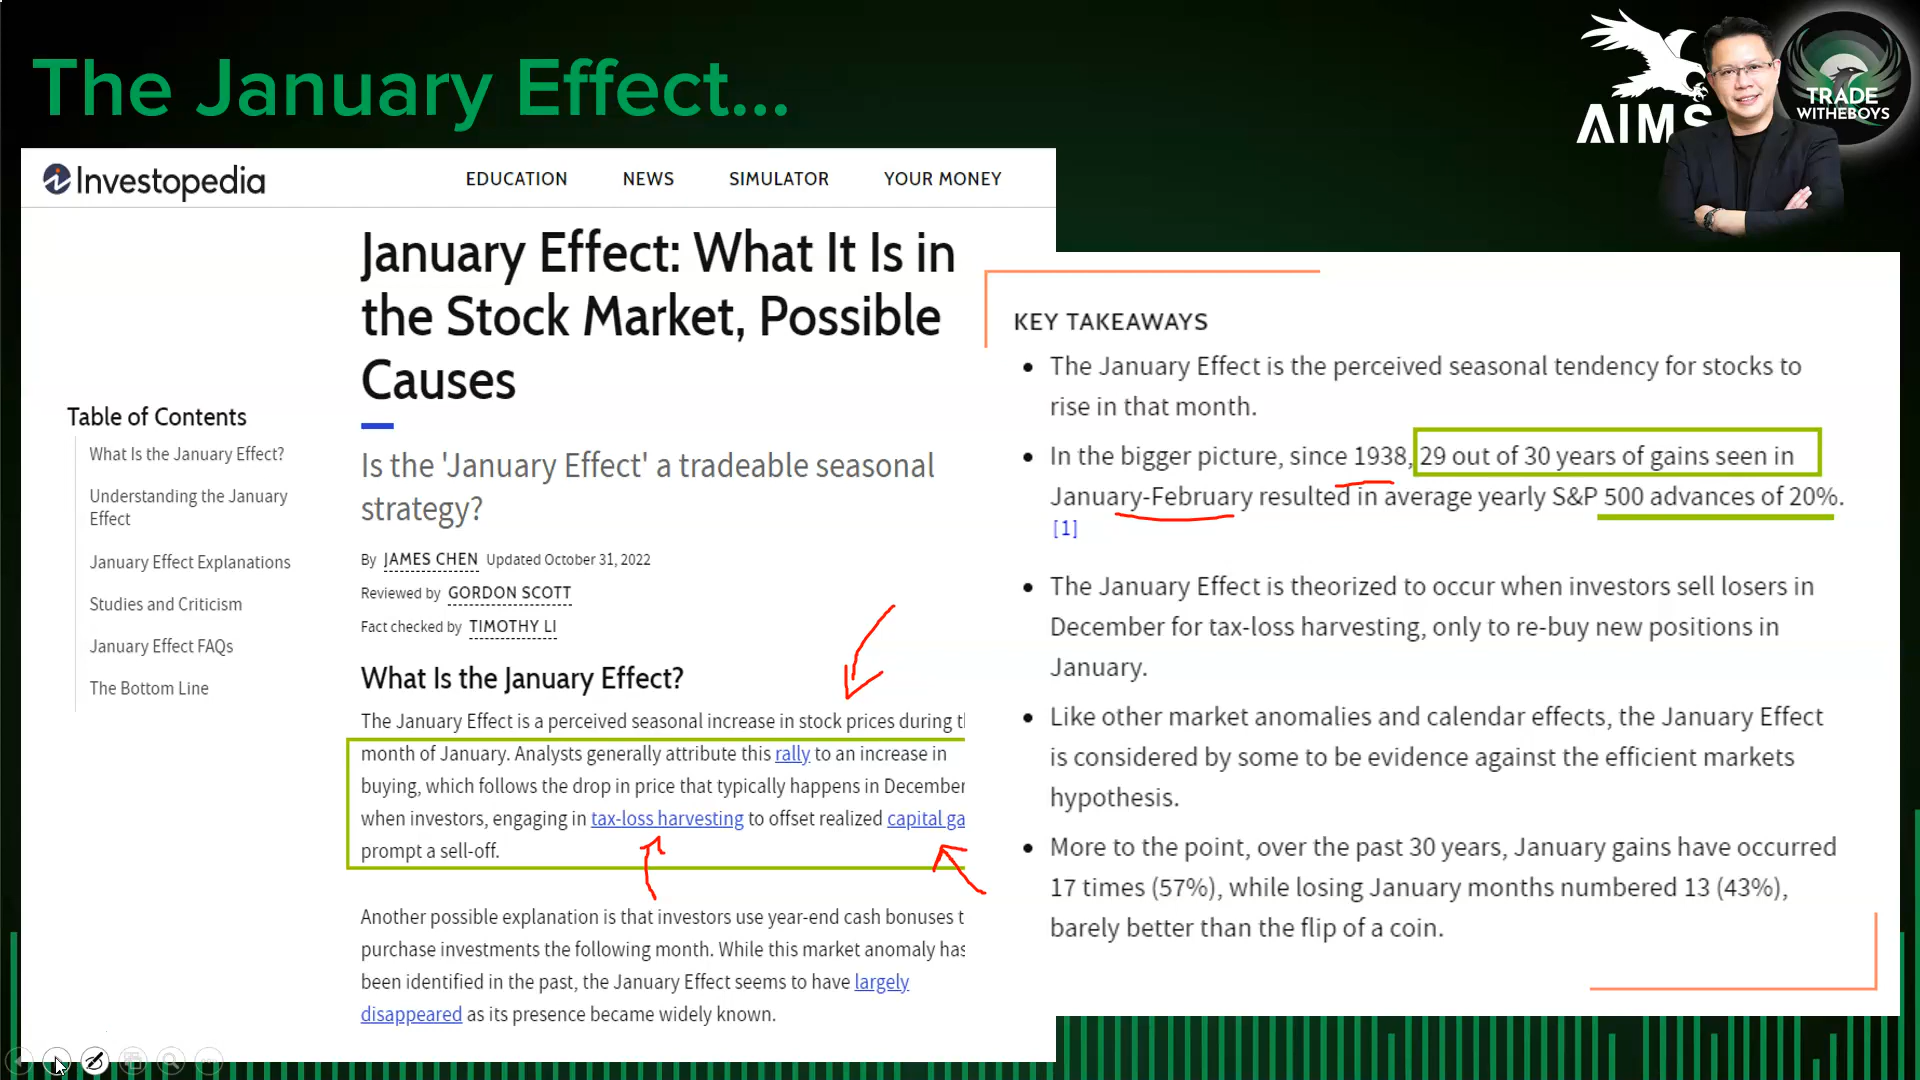 The January Effect...
AIMS
TRADE
WITHEBOYS
Investopedia
EDUCATION
NEWS
SIMULATOR
YOUR MONEY
January Effect: What It Is in
the Stock Market, Possible
Causes
Is the 'January Effect' a tradeable seasonal
strategy?
By JAMES CHEN Updated October 31, 2022
Reviewed by GORDON SCOTT
Fact checked by TIMOTHY LI
Table of Contents
What Is the January Effect?
Understanding the January
Effect
January Effect Explanations
Studies and Criticism
January Effect FAQs
The Bottom Line
What Is the January Effect?
The January Effect is a perceived seasonal increase in stock prices during
month of January. Analysts generally attribute this rally to an increase in
buying, which follows the drop in price that typically happens in December
when investors, engaging in tax-loss harvesting to offset realized capital ga
prompt a sell-off.
Another possible explanation is that investors use year-end cash bonuses t
purchase investments the following month. While this market anomaly has
been identified in the past, the January Effect seems to have largely
disappeared as its presence became widely known.
KEY TAKEAWAYS
• The January Effect is the perceived seasonal tendency for stocks to
rise in that month.
• In the bigger picture, since 1938, 29 out of 30 years of gains seen in
January-February resulted in average yearly S&P 500 advances of 20%.
[1]
• The January Effect is theorized to occur when investors sell losers in
December for tax-loss harvesting, only to re-buy new positions in
January.
• Like other market anomalies and calendar effects, the January Effect
is considered by some to be evidence against the efficient markets
hypothesis.
• More to the point, over the past 30 years, January gains have occurred
17 times (57%), while losing January months numbered 13 (43%),
barely better than the flip of a coin.